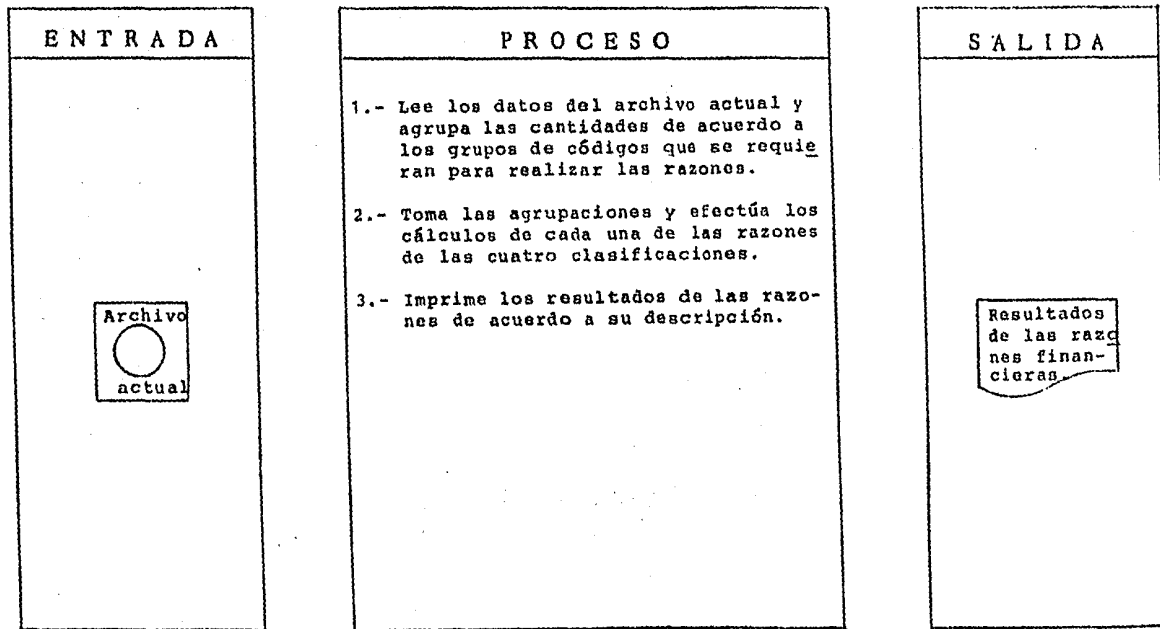 ENTRADA
Archivo
actual
PROCESO
1.- Lee los datos del archivo actual y
agrupa las cantidades de acuerdo a
los grupos de códigos que se requie
ran para realizar las razones.
2.- Toma las agrupaciones y efectúa los
cálculos de cada una de las razones
de las cuatro clasificaciones.
3.- Imprime los resultados de las razo-
nes de acuerdo a su descripción.
SALIDA
Resultados
de las razo
nes finan-
cieras.